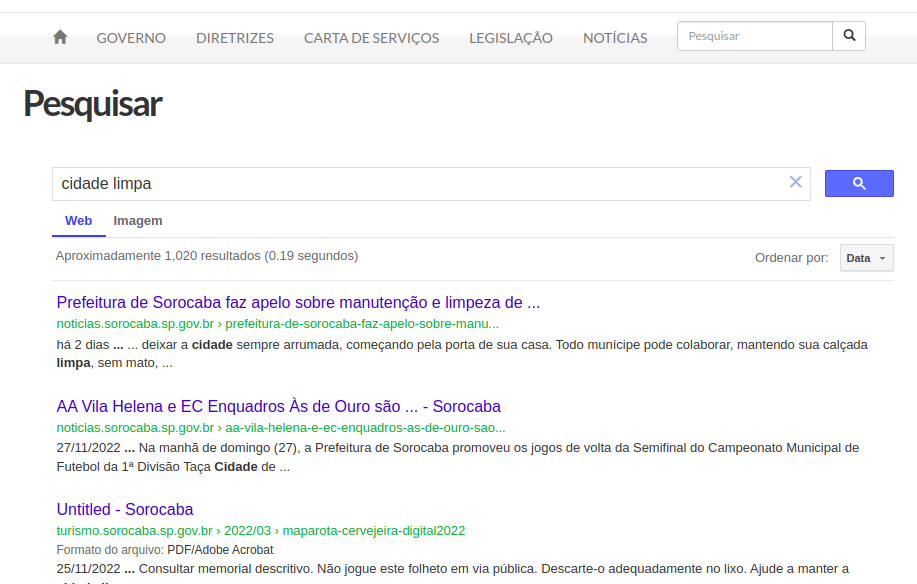 GOVERNO DIRETRIZES CARTA DE SERVIÇOS LEGISLAÇÃO NOTÍCIAS Pesquisar
Pesquisar
cidade limpa
Web Imagem
Aproximadamente 1,020 resultados (0.19 segundos) Ordenar por: Data
Prefeitura de Sorocaba faz apelo sobre manutenção e limpeza de ...
noticias.sorocaba.sp.gov.br › prefeitura-de-sorocaba-faz-apelo-sobre-manu...
há 2 dias ... ... deixar a cidade sempre arrumada, começando pela porta de sua casa. Todo munícipe pode colaborar, mantendo sua calçada
limpa, sem mato, ...
AA Vila Helena e EC Enquadros Às de Ouro são ... - Sorocaba
noticias.sorocaba.sp.gov.br › aa-vila-helena-e-ec-enquadros-as-de-ouro-sao...
27/11/2022 ... Na manhã de domingo (27), a Prefeitura de Sorocaba promoveu os jogos de volta da Semifinal do Campeonato Municipal de
Futebol da 1ª Divisão Taça Cidade de ...
Untitled - Sorocaba
turismo.sorocaba.sp.gov.br › 2022/03 › maparota-cervejeira-digital2022
Formato do arquivo: PDF/Adobe Acrobat
25/11/2022 ... Consultar memorial descritivo. Não jogue este folheto em via pública. Descarte-o adequadamente no lixo. Ajude a manter a